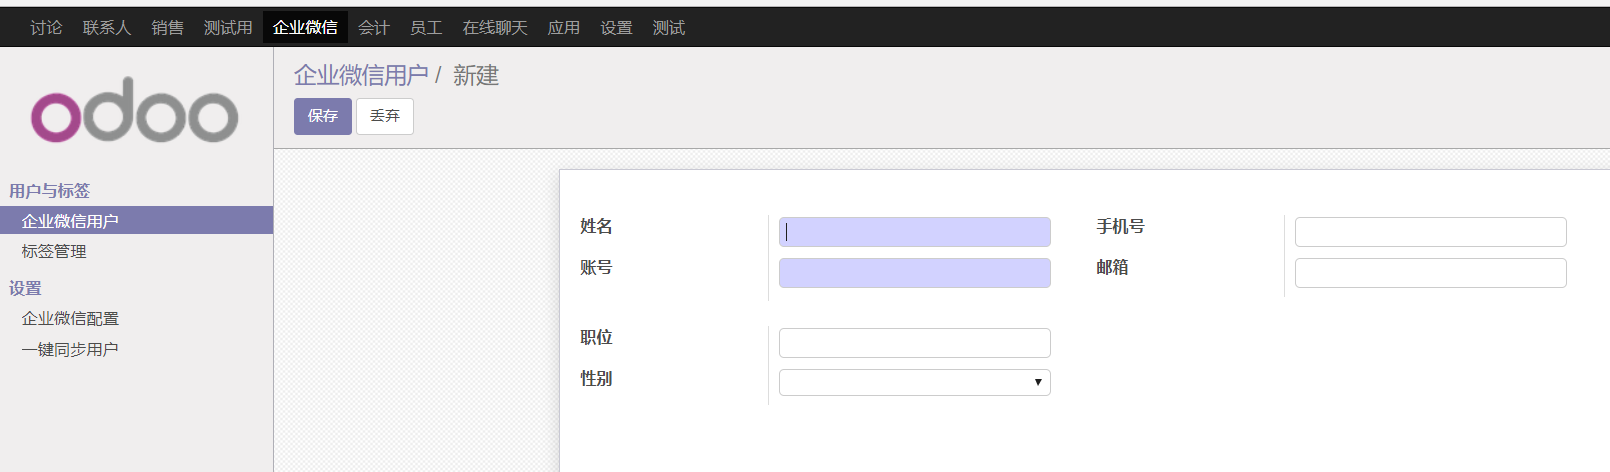 讨论 联系人 销售 测试用 企业微信 会计 员工 在线聊天 应用 设置 测试
odoo
用户与标签
企业微信用户
标签管理
设置
企业微信配置
一键同步用户
企业微信用户 / 新建
保存 丢弃
姓名 手机号
账号 邮箱
职位
性别